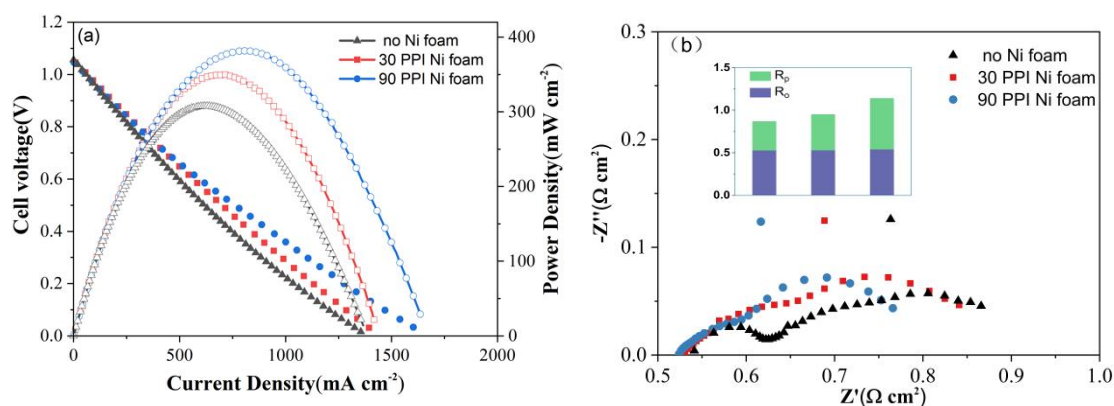 (a)
no Ni foam
30 PPI Ni foam
90 PPI Ni foam
Cell voltage(V)
1.2
1.0
0.8
0.6
0.4
0.2
0.0
400
300
200
100
0
Power Density(mW cm-2)
0
500
1000
1500
2000
Current Density(mA cm-2)
(b)
no Ni foam
30 PPI Ni foam
90 PPI Ni foam
1.5
1.0
0.5
0.0
Rp
Ro
-Z''(Ω cm2)
0.3
0.2
0.1
0.0
0.5
0.6
0.7
0.8
0.9
1.0
Z'(Ω cm2)